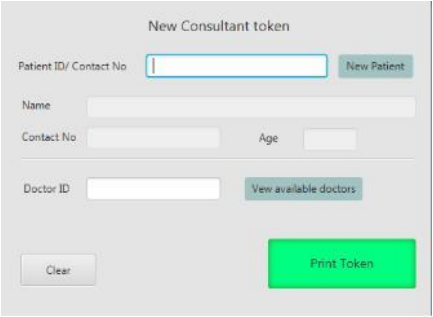 New Consultant token
Patient ID/ Contact No New Patient
Name
Contact No Age
Doctor ID Vew available doctors
Clear Print Token